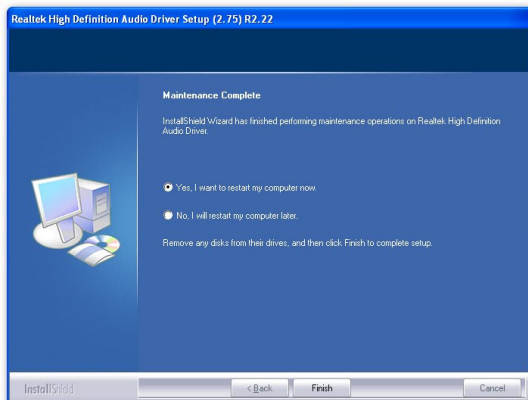 Realtek High Definition Audio Driver Setup (2.75) R2.22
Maintenance Complete
InstallShield Wizard has finished performing maintenance operations on Realtek High Definition
Audio Driver.
Yes, I want to restart my computer now.
No, I will restart my computer later.
Remove any disks from their drives, and then click Finish to complete setup.
InstallShield
< Back
Finish
Cancel